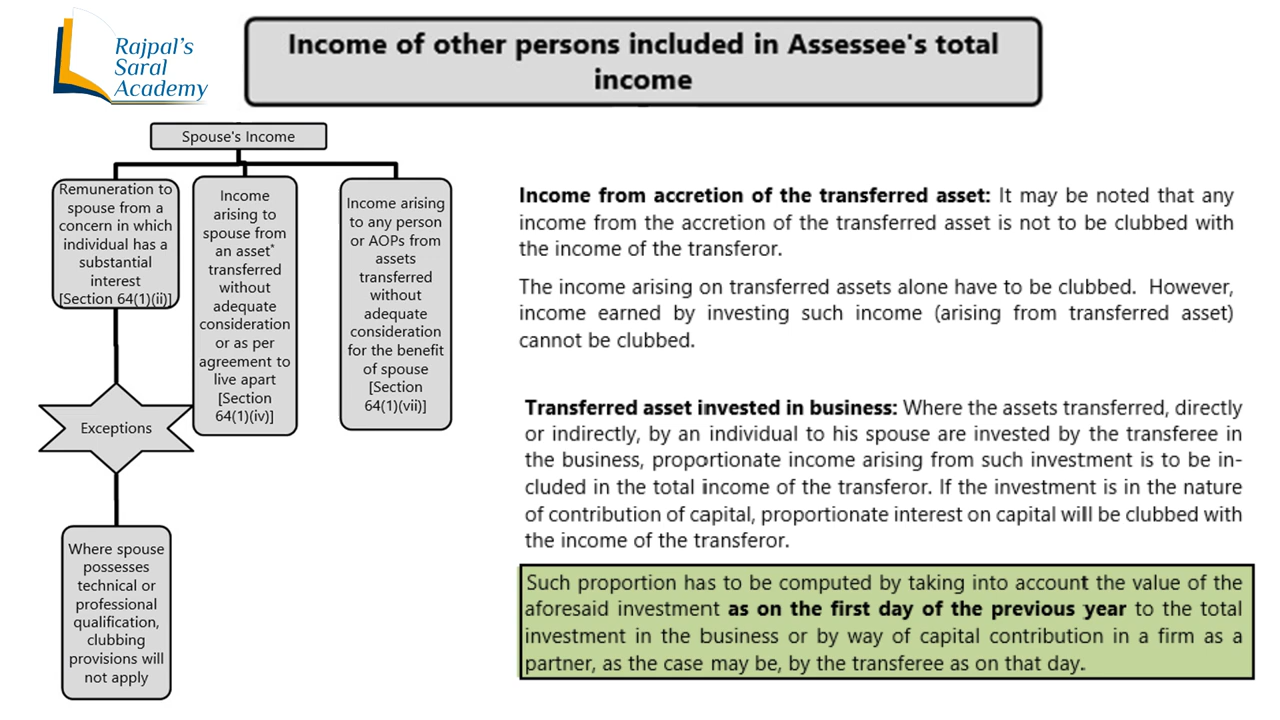 Rajpal's
Saral
Academy
Income of other persons included in Assessee's total
income
Spouse's Income
Remuneration to
spouse from a
concern in which
individual has a
substantial
interest
[Section 64(1)(ii)]
Income
arising to
spouse from
an asset*
transferred
without
adequate
consideration
or as per
agreement to
live apart
[Section
64(1)(iv)]
Income arising
to any person
or AOPs from
assets
transferred
without
adequate
consideration
for the benefit
of spouse
[Section
64(1)(vii)]
Exceptions
Where spouse
possesses
technical or
professional
qualification,
clubbing
provisions will
not apply
Income from accretion of the transferred asset: It may be noted that any
income from the accretion of the transferred asset is not to be clubbed with
the income of the transferor.
The income arising on transferred assets alone have to be clubbed. However,
income earned by investing such income (arising from transferred asset)
cannot be clubbed.
Transferred asset invested in business: Where the assets transferred, directly
or indirectly, by an individual to his spouse are invested by the transferee in
the business, proportionate income arising from such investment is to be in-
cluded in the total income of the transferor. If the investment is in the nature
of contribution of capital, proportionate interest on capital will be clubbed with
the income of the transferor.
Such proportion has to be computed by taking into account the value of the
aforesaid investment as on the first day of the previous year to the total
investment in the business or by way of capital contribution in a firm as a
partner, as the case may be, by the transferee as on that day.